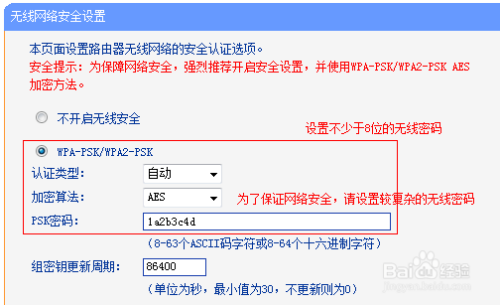 无线网络安全设置
本页面设置路由器无线网络的安全认证选项。
安全提示：为保障网络安全，强烈推荐开启安全设置，并使用WPA-PSK/WPA2-PSK AES
加密方法。
不开启无线安全
设置不少于8位的无线密码
WPA-PSK/WPA2-PSK
认证类型： 自动
加密算法： AES 为了保证网络安全，请设置较复杂的无线密码
PSK密码： 1a2b3c4d
（8-63个ASCII码字符或8-64个十六进制字符）
组密钥更新周期： 86400
（单位为秒，最小值为30，不更新则为0）
Baidu经验
jingyan.baidu.com